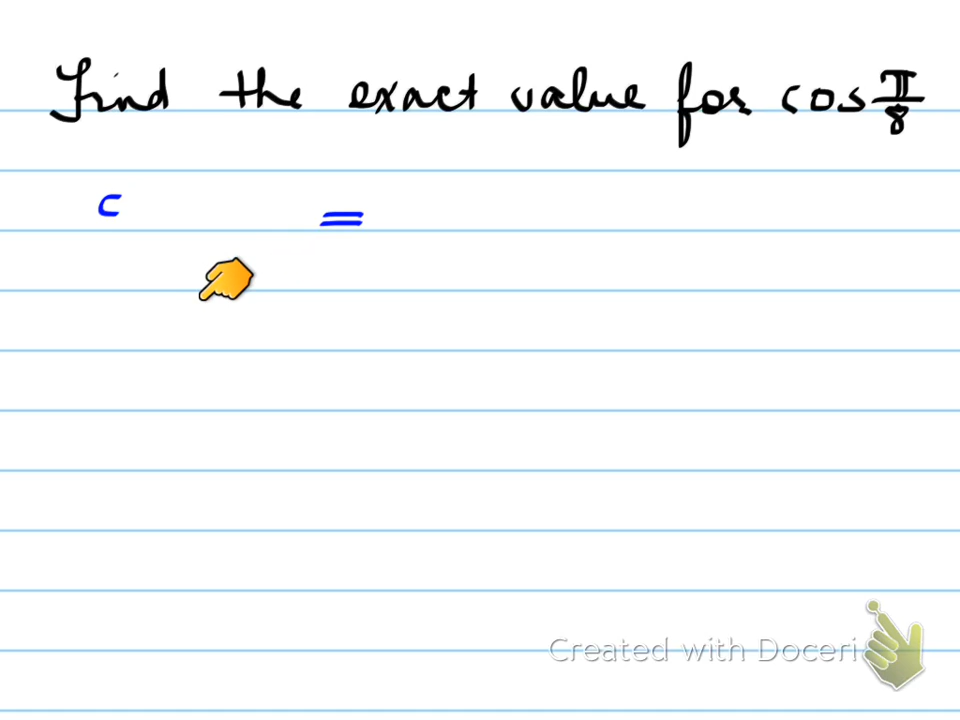 Find the exact value for cos π/8
c =
Created with Doceri